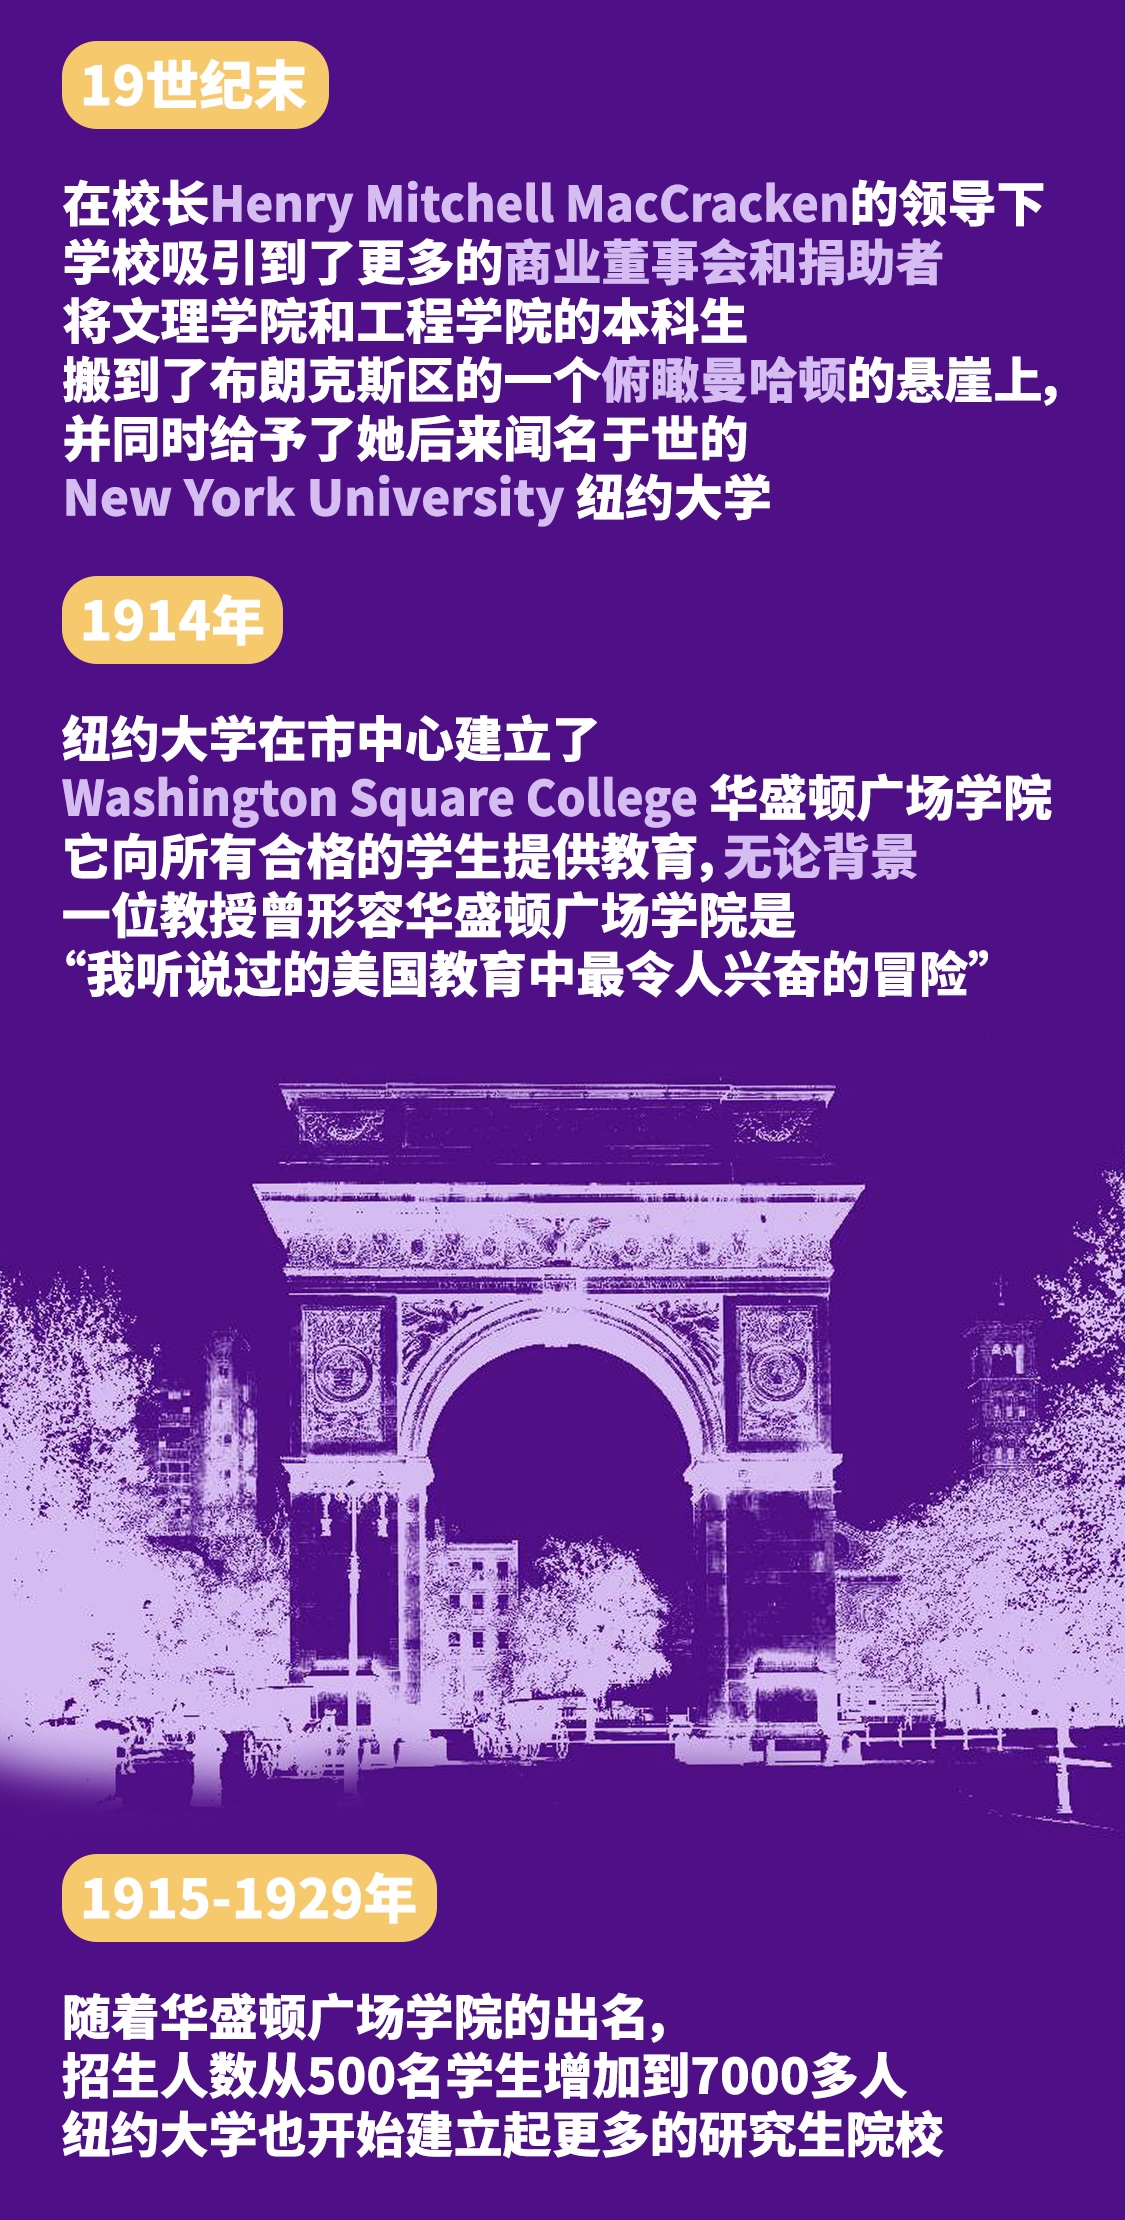 19世纪末
在校长Henry Mitchell MacCracken的领导下
学校吸引到了更多的商业董事会和捐助者
将文理学院和工程学院的本科生
搬到了布朗克斯区的一个俯瞰曼哈顿的悬崖上,
并同时给予了她后来闻名于世的
New York University 纽约大学
1914年
纽约大学在市中心建立了
Washington Square College 华盛顿广场学院
它向所有合格的学生提供教育, 无论背景
一位教授曾形容华盛顿广场学院是
“我听说过的美国教育中最令人兴奋的冒险”
1915-1929年
随着华盛顿广场学院的出名,
招生人数从500名学生增加到7000多人
纽约大学也开始建立起更多的研究生院校